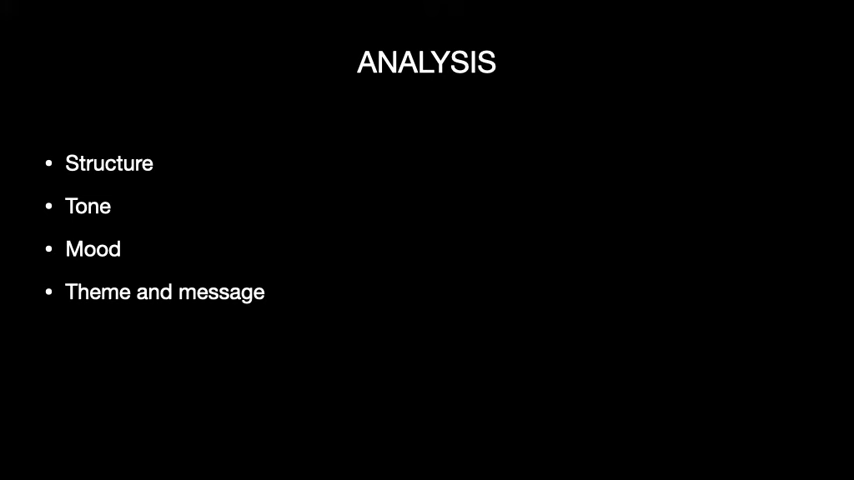 ANALYSIS
• Structure
• Tone
• Mood
• Theme and message